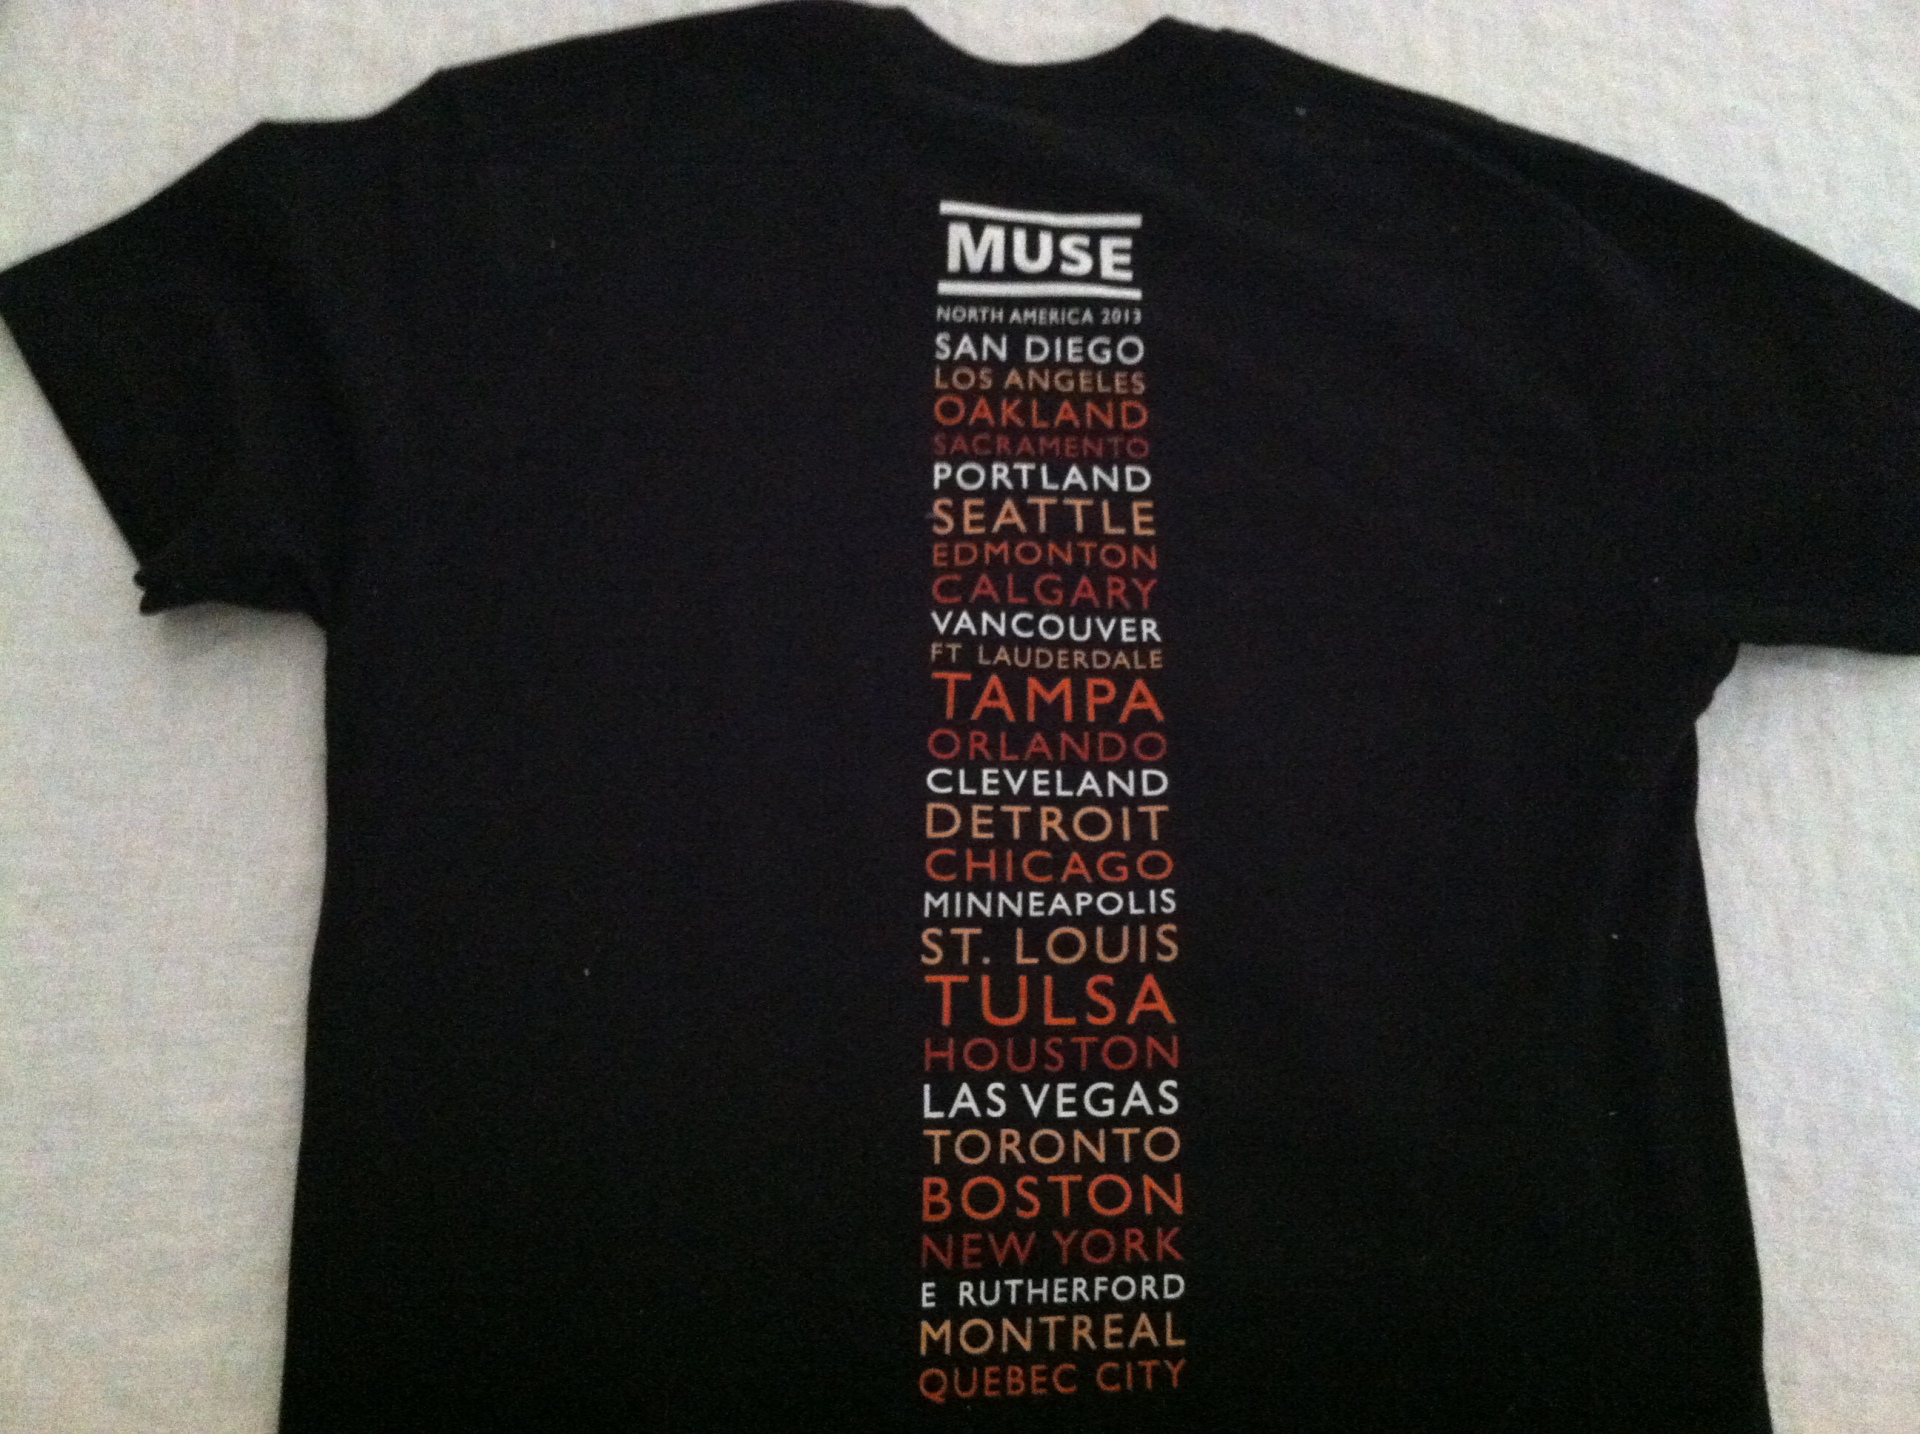 MUSE
NORTH AMERICA 2013
SAN DIEGO
LOS ANGELES
OAKLAND
SACRAMENTO
PORTLAND
SEATTLE
EDMONTON
CALGARY
VANCOUVER
FT LAUDERDALE
TAMPA
ORLANDO
CLEVELAND
DETROIT
CHICAGO
MINNEAPOLIS
ST. LOUIS
TULSA
HOUSTON
LAS VEGAS
TORONTO
BOSTON
NEW YORK
E RUTHERFORD
MONTREAL
QUEBEC CITY